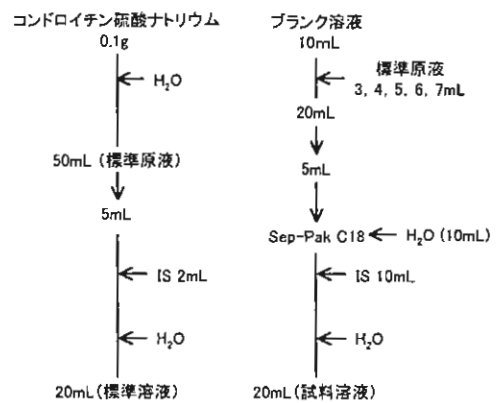 コンドロイチン硫酸ナトリウム
0.1g
H₂O
50mL (標準原液)
5mL
IS 2mL
H₂O
20mL(標準溶液)
ブランク溶液
10mL
標準原液
3, 4, 5, 6, 7mL
20mL
5mL
Sep-Pak C18 H₂O (10mL)
IS 10mL
H₂O
20mL(試料溶液)